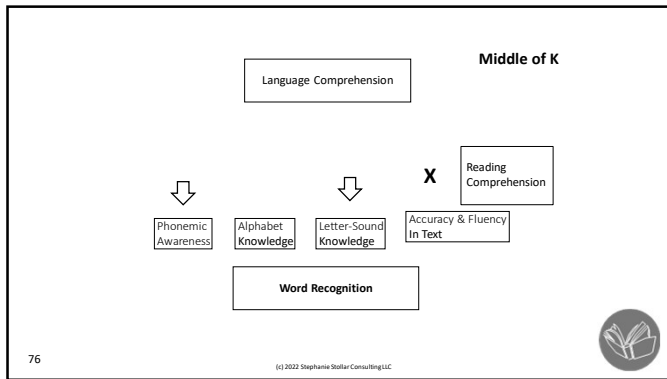 Middle of K
Language Comprehension
X
Reading
Comprehension
Phonemic
Awareness
Alphabet
Knowledge
Letter-Sound
Knowledge
Accuracy & Fluency
In Text
Word Recognition
76
(c) 2022 Stephanie Stollar Consulting LLC